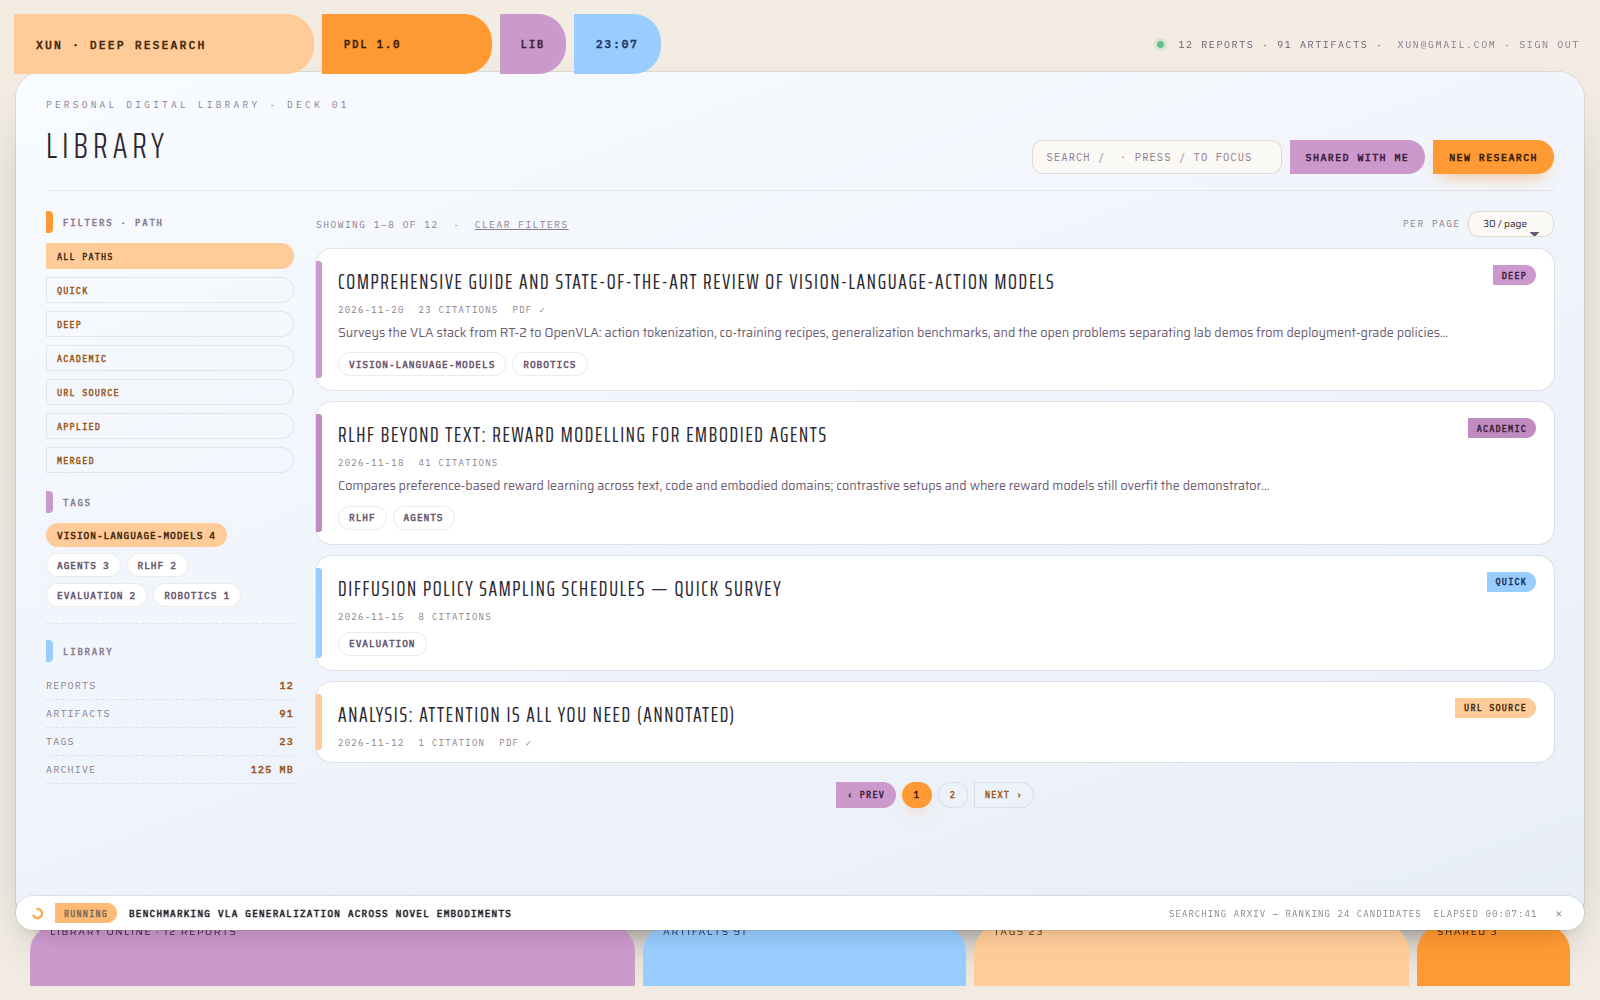 XUN · DEEP RESEARCH
PDL 1.0
LIB
23:07
12 REPORTS · 91 ARTIFACTS · XUN@GMAIL.COM · SIGN OUT
PERSONAL DIGITAL LIBRARY · DECK 01
LIBRARY
SEARCH / · PRESS / TO FOCUS
SHARED WITH ME
NEW RESEARCH
FILTERS · PATH
ALL PATHS
QUICK
DEEP
ACADEMIC
URL SOURCE
APPLIED
MERGED
TAGS
VISION-LANGUAGE-MODELS 4
AGENTS 3 RLHF 2
EVALUATION 2 ROBOTICS 1
LIBRARY
REPORTS 12
ARTIFACTS 91
TAGS 23
ARCHIVE 125 MB
SHOWING 1–8 OF 12 · CLEAR FILTERS
PER PAGE 30 / page
COMPREHENSIVE GUIDE AND STATE-OF-THE-ART REVIEW OF VISION-LANGUAGE-ACTION MODELS
DEEP
2026-11-20 23 CITATIONS PDF ✓
Surveys the VLA stack from RT-2 to OpenVLA: action tokenization, co-training recipes, generalization benchmarks, and the open problems separating lab demos from deployment-grade policies…
VISION-LANGUAGE-MODELS ROBOTICS
RLHF BEYOND TEXT: REWARD MODELLING FOR EMBODIED AGENTS
ACADEMIC
2026-11-18 41 CITATIONS
Compares preference-based reward learning across text, code and embodied domains; contrastive setups and where reward models still overfit the demonstrator…
RLHF AGENTS
DIFFUSION POLICY SAMPLING SCHEDULES — QUICK SURVEY
QUICK
2026-11-15 8 CITATIONS
EVALUATION
ANALYSIS: ATTENTION IS ALL YOU NEED (ANNOTATED)
URL SOURCE
2026-11-12 1 CITATION PDF ✓
‹ PREV 1 2 NEXT ›
RUNNING BENCHMARKING VLA GENERALIZATION ACROSS NOVEL EMBODIMENTS
SEARCHING ARXIV — RANKING 24 CANDIDATES ELAPSED 00:07:41 ×
LIBRARY ONLINE · 12 REPORTS
ARTIFACTS 91
TAGS 23
SHARED 3